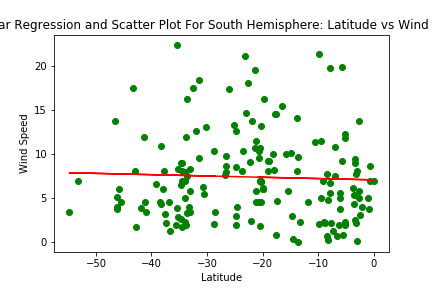 ar Regression and Scatter Plot For South Hemisphere: Latitude vs Wind
20
15
10
5
0
Wind Speed
−50 −40 −30 −20 −10 0
Latitude